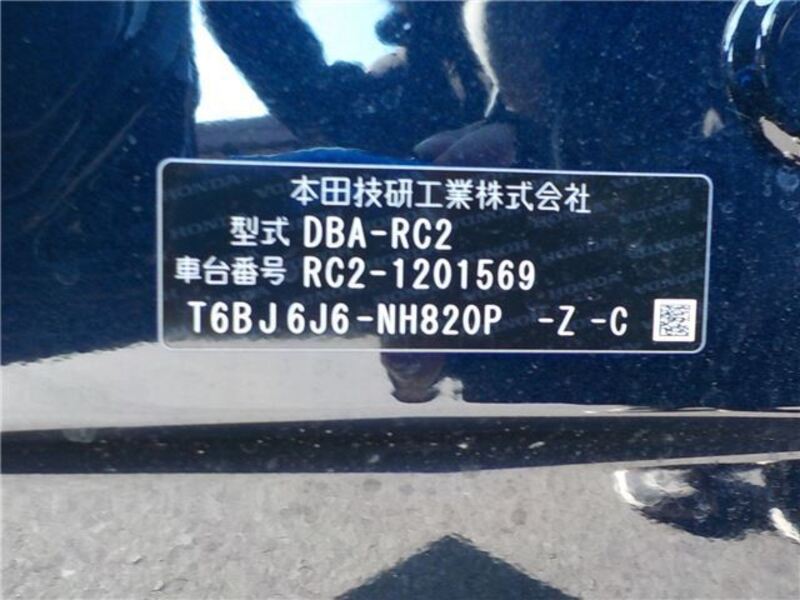 本田技研工業株式会社
型式 DBA-RC2
車台番号 RC2-1201569
T6BJ6J6-NH820P -Z-C